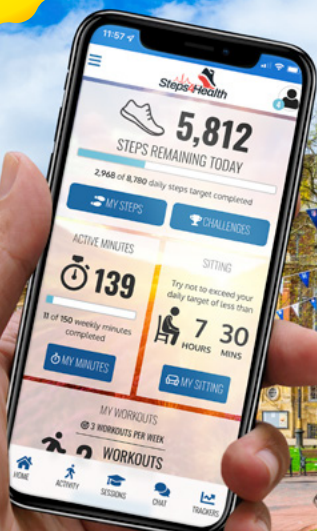 11:57
Steps4Health
4
5,812
STEPS REMAINING TODAY
2,968 of 8,780 daily steps target completed
MY STEPS
CHALLENGES
ACTIVE MINUTES
139
11 of 150 weekly minutes
completed
MY MINUTES
SITTING
Try not to exceed your
daily target of less than
7 30
HOURS MINS
MY SITTING
MY WORKOUTS
3 WORKOUTS PER WEEK
WORKOUTS
HOME
ACTIVITY
SESSIONS
CHAT
TRACKERS